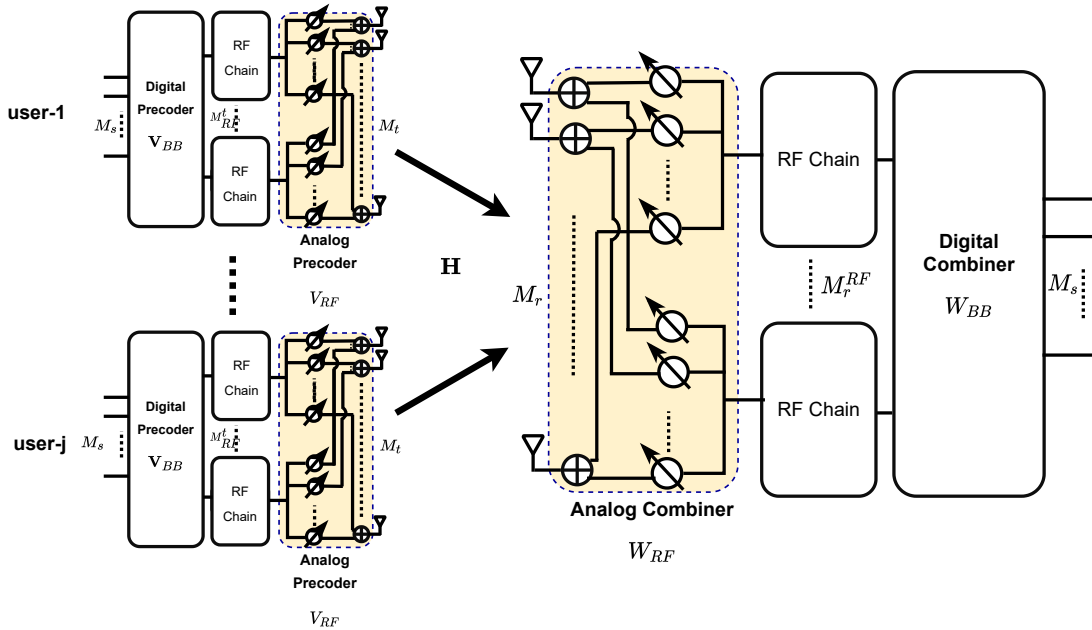 user-1
M_s
Digital
Precoder
V_BB
M^t_RF
RF
Chain
RF
Chain
M_t
Analog
Precoder
V_RF
user-j
M_s
Digital
Precoder
V_BB
M^t_RF
RF
Chain
RF
Chain
M_t
Analog
Precoder
V_RF
H
M_r
Analog Combiner
W_RF
RF Chain
M_r^RF
RF Chain
Digital
Combiner
W_BB
M_s